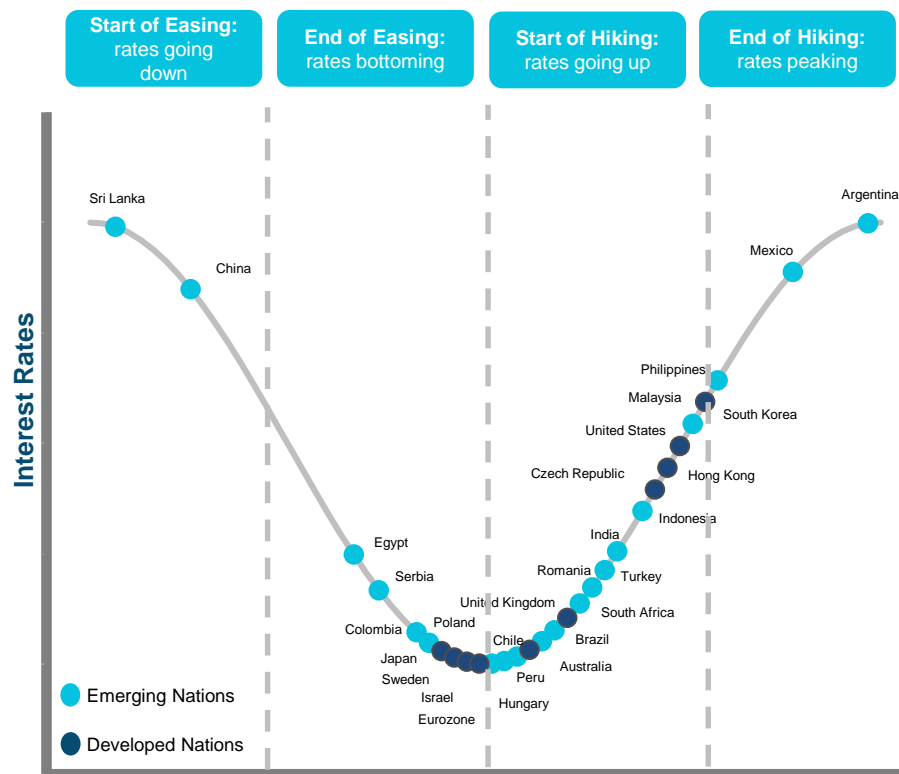 Start of Easing:
rates going
down
End of Easing:
rates bottoming
Start of Hiking:
rates going up
End of Hiking:
rates peaking
Interest Rates
Sri Lanka
China
Egypt
Serbia
Colombia
Poland
Japan
Sweden
Israel
Eurozone
Hungary
Peru
Chile
Australia
United Kingdom
Brazil
South Africa
Romania
Turkey
India
Indonesia
Czech Republic
Hong Kong
United States
South Korea
Malaysia
Philippines
Mexico
Argentina
Emerging Nations
Developed Nations